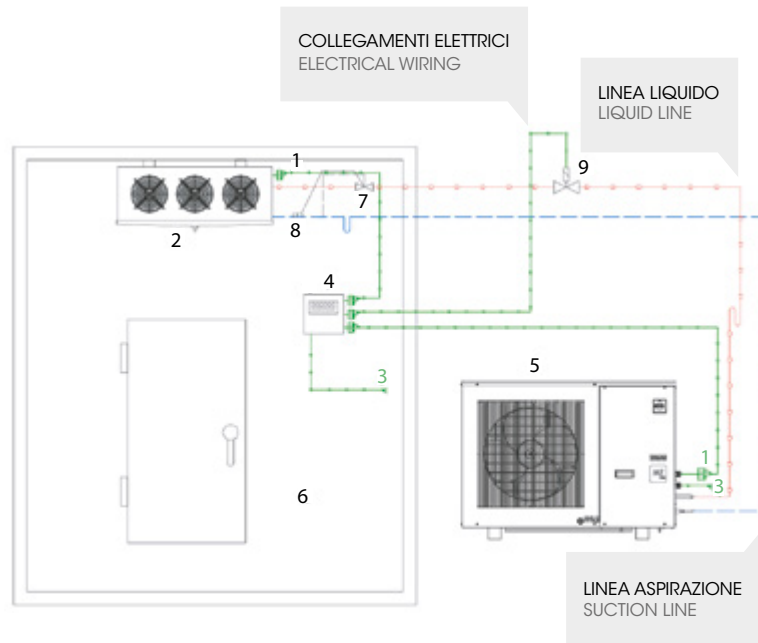 COLLEGAMENTI ELETTRICI
ELECTRICAL WIRING
LINEA LIQUIDO
LIQUID LINE
1
9
7
2
8
4
3
5
1
3
6
LINEA ASPIRAZIONE
SUCTION LINE